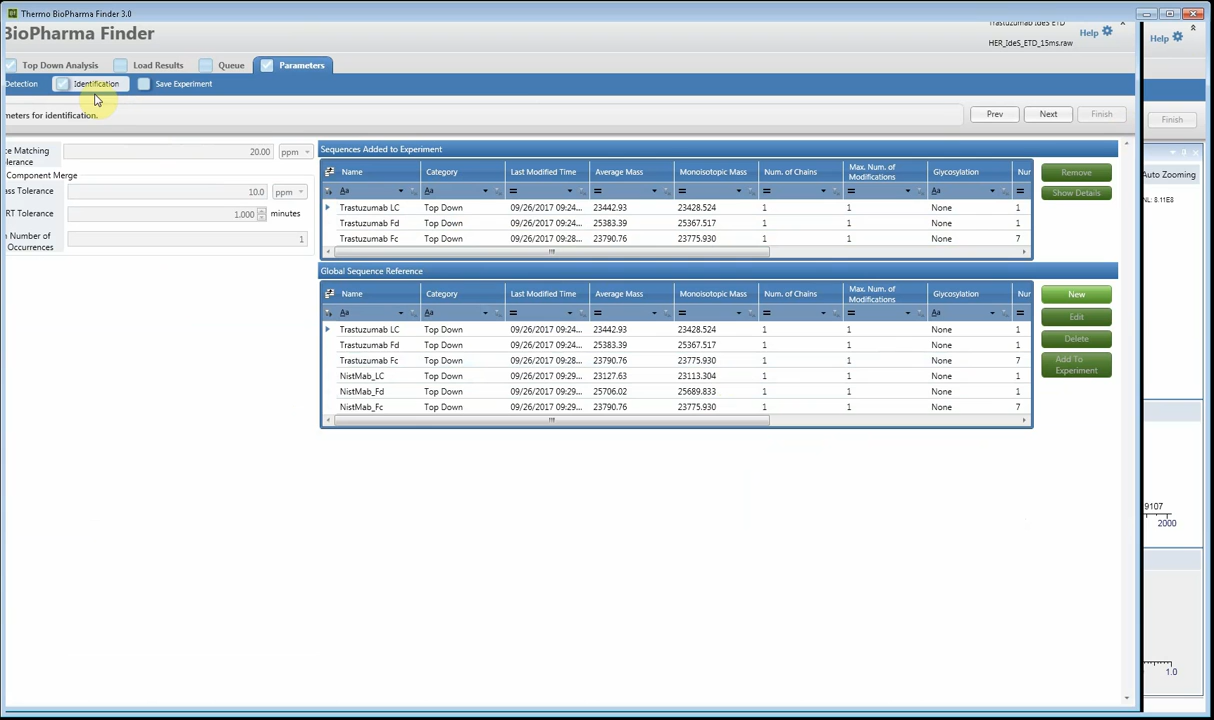 Thermo BioPharma Finder 3.0
BioPharma Finder
Trastuzumab IdeS ETD
HER_IdeS_ETD_15ms.raw
Help
Help
Top Down Analysis
Load Results
Queue
Parameters
Detection
Identification
Save Experiment
meters for identification.
Prev
Next
Finish
Finish
ce Matching
olerance
20.00
ppm
Component Merge
ass Tolerance
10.0
ppm
RT Tolerance
1.000
minutes
n Number of
Occurrences
1
Sequences Added to Experiment
Name Category Last Modified Time Average Mass Monoisotopic Mass Num. of Chains Max. Num. of Modifications Glycosylation Nur
Aa Aa = = = = = Aa =
Trastuzumab LC Top Down 09/26/2017 09:24... 23442.93 23428.524 1 1 None 1
Trastuzumab Fd Top Down 09/26/2017 09:24... 25383.39 25367.517 1 1 None 1
Trastuzumab Fc Top Down 09/26/2017 09:28... 23790.76 23775.930 1 1 None 7
Remove
Show Details
Global Sequence Reference
Name Category Last Modified Time Average Mass Monoisotopic Mass Num. of Chains Max. Num. of Modifications Glycosylation Nur
Aa Aa = = = = = Aa =
Trastuzumab LC Top Down 09/26/2017 09:24... 23442.93 23428.524 1 1 None 1
Trastuzumab Fd Top Down 09/26/2017 09:24... 25383.39 25367.517 1 1 None 1
Trastuzumab Fc Top Down 09/26/2017 09:28... 23790.76 23775.930 1 1 None 7
NistMab_LC Top Down 09/26/2017 09:29... 23127.63 23113.304 1 1 None 1
NistMab_Fd Top Down 09/26/2017 09:29... 25706.02 25689.833 1 1 None 1
NistMab_Fc Top Down 09/26/2017 09:29... 23790.76 23775.930 1 1 None 7
New
Edit
Delete
Add To
Experiment
Auto Zooming
NL: 8.11E8
9107
2000
1.0